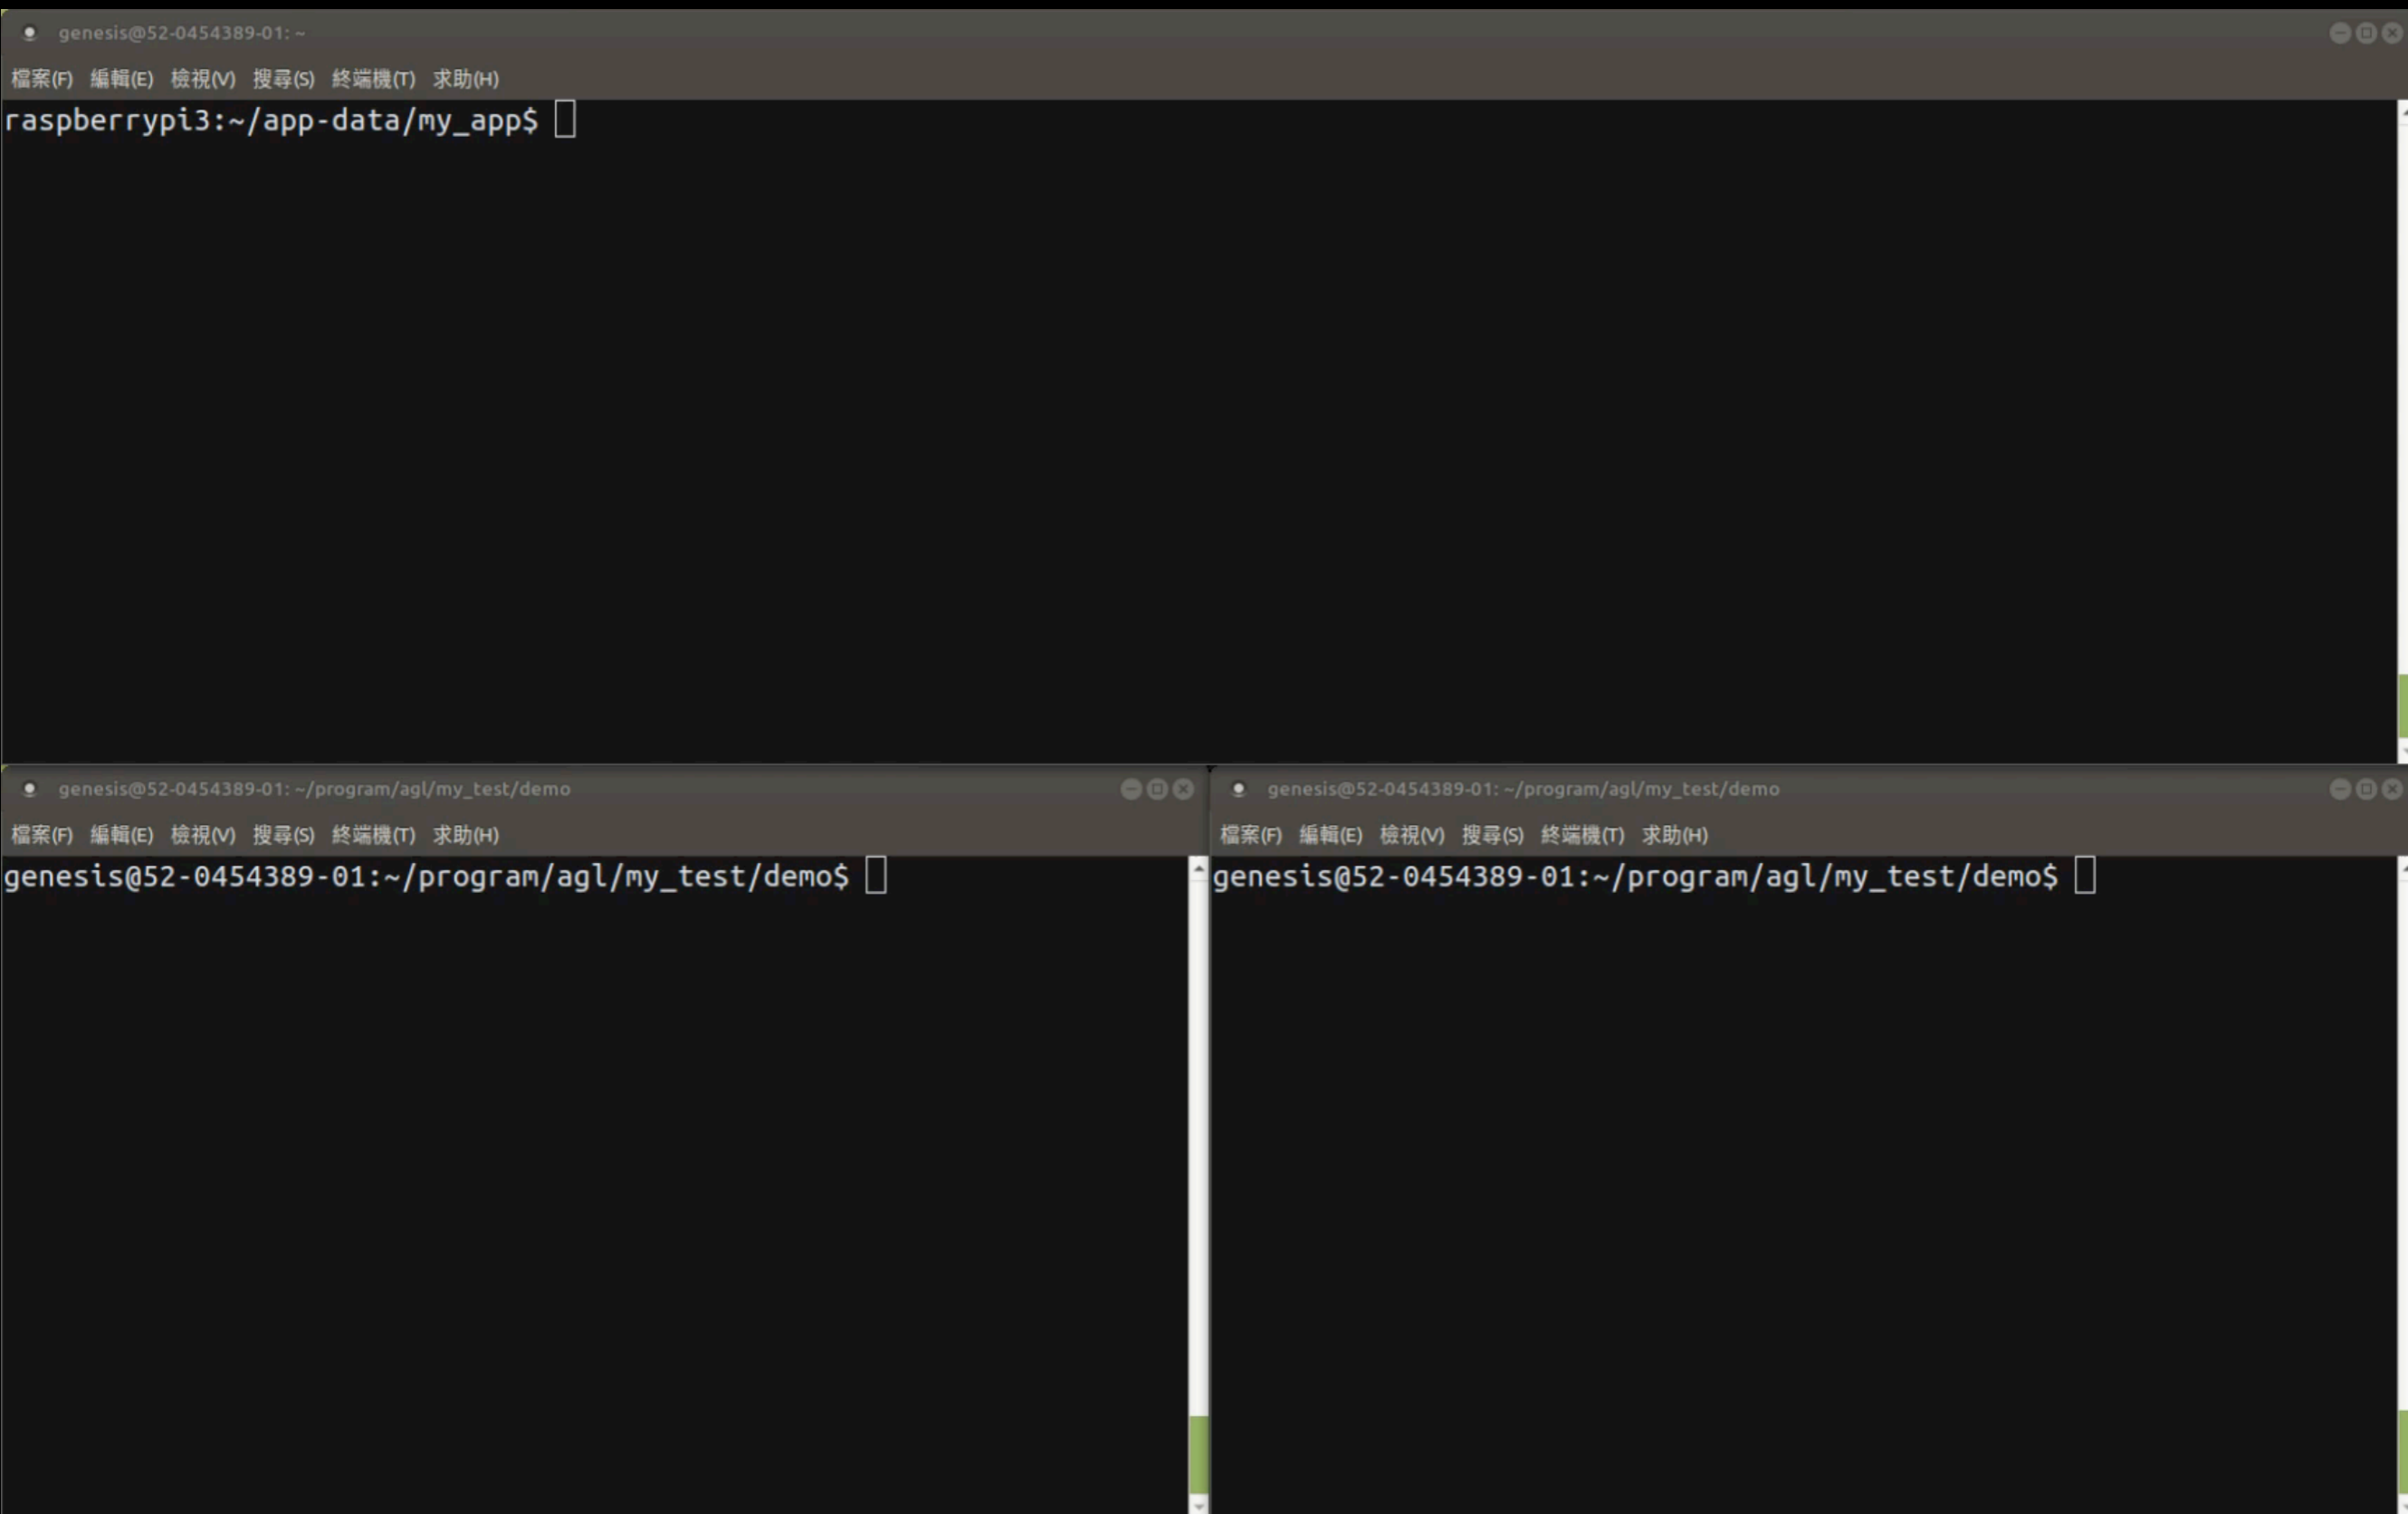 genesis@52-0454389-01: ~
檔案(F) 編輯(E) 檢視(V) 搜尋(S) 終端機(T) 求助(H)
raspberrypi3:~/app-data/my_app$
genesis@52-0454389-01: ~/program/agl/my_test/demo
檔案(F) 編輯(E) 檢視(V) 搜尋(S) 終端機(T) 求助(H)
genesis@52-0454389-01:~/program/agl/my_test/demo$
genesis@52-0454389-01: ~/program/agl/my_test/demo
檔案(F) 編輯(E) 檢視(V) 搜尋(S) 終端機(T) 求助(H)
genesis@52-0454389-01:~/program/agl/my_test/demo$